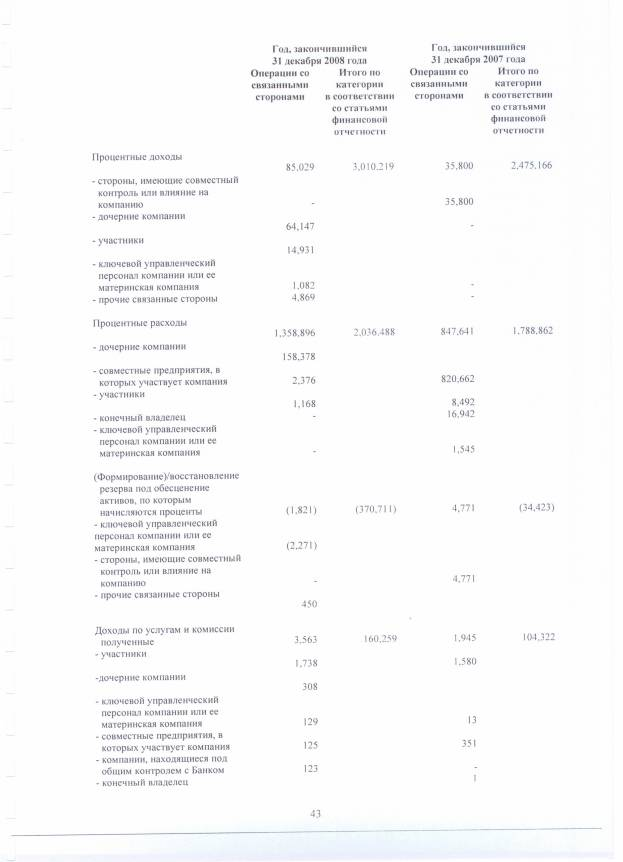 Год, закончившийся Год, закончившийся
31 декабря 2008 года 31 декабря 2007 года
Операции со Итого по Операции со Итого по
связанными категории связанными категории
сторонами в соответствии сторонами в соответствии
со статьями со статьями
финансовой финансовой
отчетности отчетности
Процентные доходы
85,029 3,010,219 35,800 2,475,166
- стороны, имеющие совместный
контроль или влияние на
компанию - 35,800
- дочерние компании
64,147 -
- участники
14,931
- ключевой управленческий
персонал компании или ее
материнская компания 1,082 -
- прочие связанные стороны 4,869 -
Процентные расходы
1,358,896 2,036,488 847,641 1,788,862
- дочерние компании
158,378
- совместные предприятия, в
которых участвует компания 2,376 820,662
- участники
1,168 8,492
- конечный владелец - 16,942
- ключевой управленческий
персонал компании или ее
материнская компания - 1,545
(Формирование)/восстановление
резерва под обесценение
активов, по которым
начисляются проценты (1,821) (370,711) 4,771 (34,423)
- ключевой управленческий
персонал компании или ее
материнская компания (2,271)
- стороны, имеющие совместный
контроль или влияние на
компанию - 4,771
- прочие связанные стороны
450
Доходы по услугам и комиссии
полученные 3,563 160,259 1,945 104,322
- участники
1,738 1,580
-дочерние компании
308
- ключевой управленческий
персонал компании или ее
материнская компания 129 13
- совместные предприятия, в
которых участвует компания 125 351
- компании, находящиеся под
общим контролем с Банком 123 -
- конечный владелец 1
43